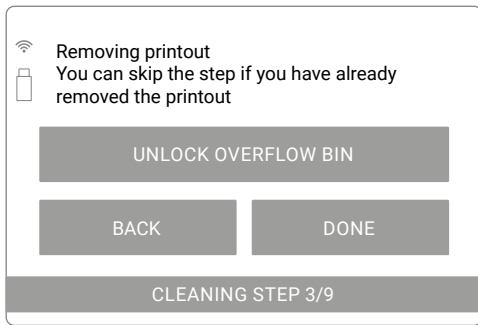 Removing printout
You can skip the step if you have already
removed the printout
UNLOCK OVERFLOW BIN
BACK
DONE
CLEANING STEP 3/9